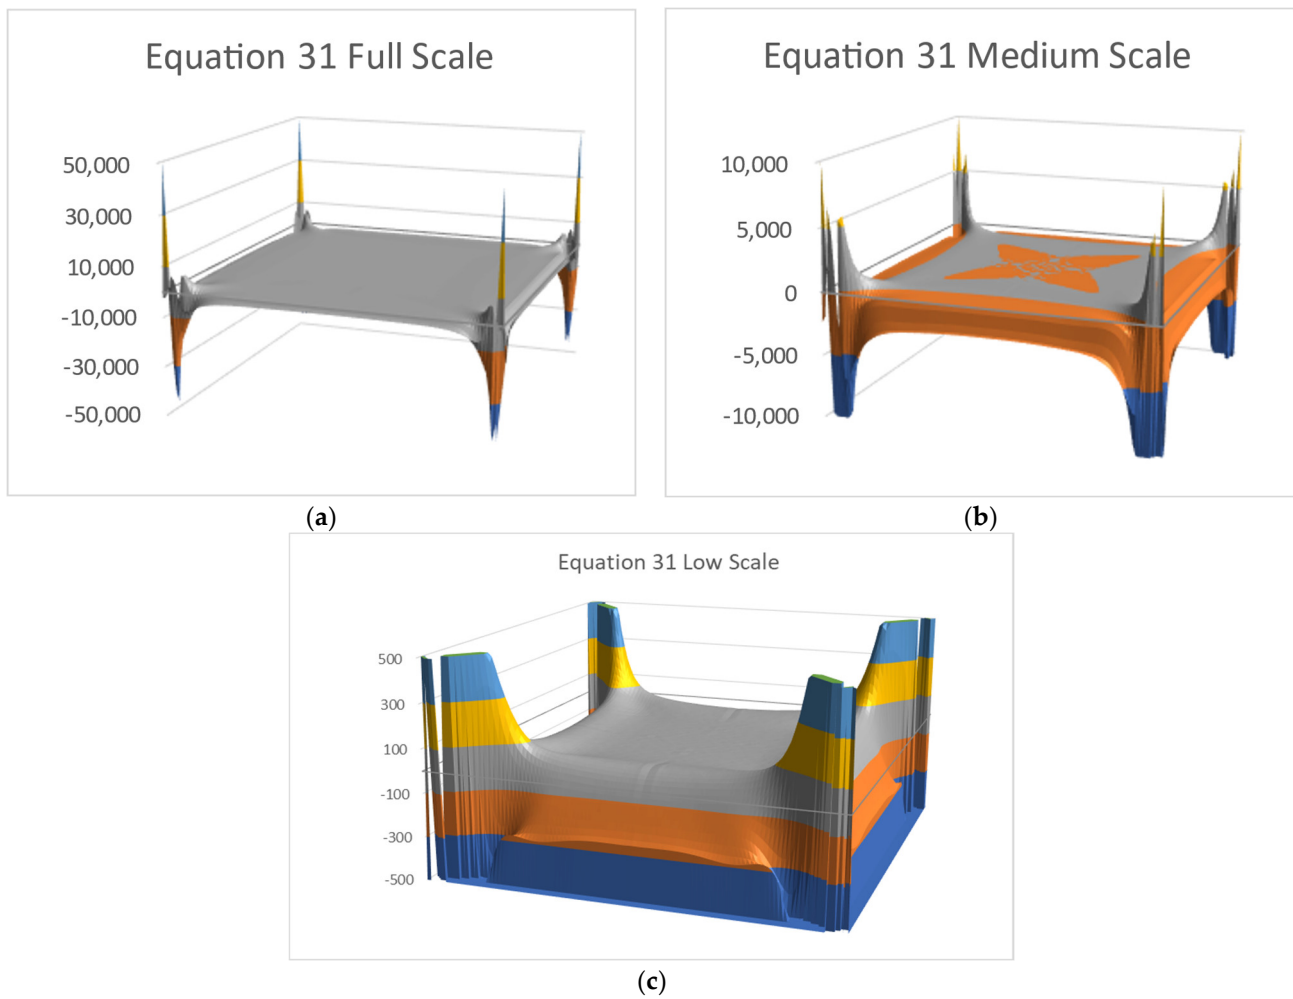 Equation 31 Full Scale
50,000
30,000
10,000
-10,000
-30,000
-50,000
(a)
Equation 31 Medium Scale
10,000
5,000
0
-5,000
-10,000
(b)
Equation 31 Low Scale
500
300
100
-100
-300
-500
(c)